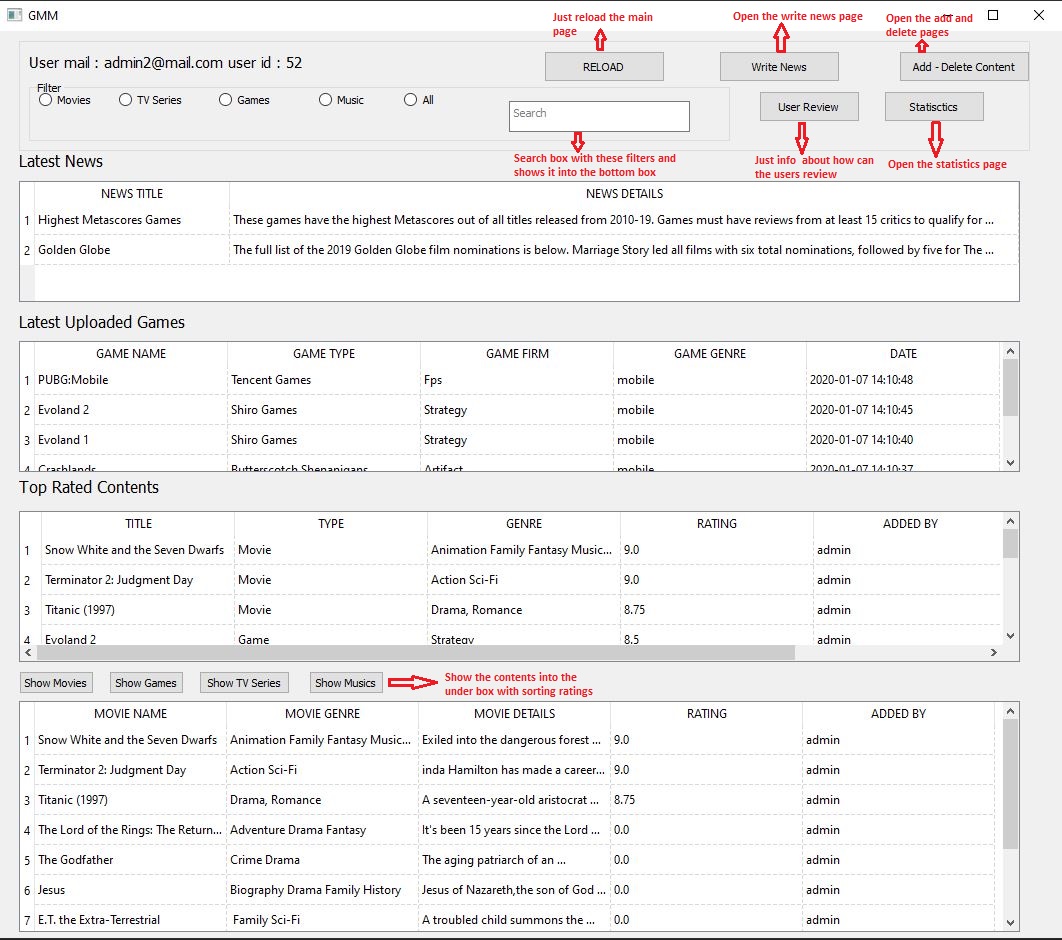 GMM
Just reload the main
page
Open the write news page
Open the add and
delete pages
User mail : admin2@mail.com user id : 52
RELOAD
Write News
Add - Delete Content
Filter
Movies
TV Series
Games
Music
All
Search
User Review
Statisctics
Search box with these filters and
shows it into the bottom box
Just info about how can
the users review
Open the statistics page
Latest News
NEWS TITLE NEWS DETAILS
1 Highest Metascores Games These games have the highest Metascores out of all titles released from 2010-19. Games must have reviews from at least 15 critics to qualify for ...
2 Golden Globe The full list of the 2019 Golden Globe film nominations is below. Marriage Story led all films with six total nominations, followed by five for The ...
Latest Uploaded Games
GAME NAME GAME TYPE GAME FIRM GAME GENRE DATE
1 PUBG:Mobile Tencent Games Fps mobile 2020-01-07 14:10:48
2 Evoland 2 Shiro Games Strategy mobile 2020-01-07 14:10:45
3 Evoland 1 Shiro Games Strategy mobile 2020-01-07 14:10:40
4 Crashlands Butterscotch Shenanigans Artifact mobile 2020-01-07 14:10:37
Top Rated Contents
TITLE TYPE GENRE RATING ADDED BY
1 Snow White and the Seven Dwarfs Movie Animation Family Fantasy Music... 9.0 admin
2 Terminator 2: Judgment Day Movie Action Sci-Fi 9.0 admin
3 Titanic (1997) Movie Drama, Romance 8.75 admin
4 Evoland 2 Game Strategy 8.5 admin
Show Movies
Show Games
Show TV Series
Show Musics
Show the contents into the
under box with sorting ratings
MOVIE NAME MOVIE GENRE MOVIE DETAILS RATING ADDED BY
1 Snow White and the Seven Dwarfs Animation Family Fantasy Music... Exiled into the dangerous forest ... 9.0 admin
2 Terminator 2: Judgment Day Action Sci-Fi inda Hamilton has made a career... 9.0 admin
3 Titanic (1997) Drama, Romance A seventeen-year-old aristocrat ... 8.75 admin
4 The Lord of the Rings: The Return... Adventure Drama Fantasy It's been 15 years since the Lord ... 0.0 admin
5 The Godfather Crime Drama The aging patriarch of an ... 0.0 admin
6 Jesus Biography Drama Family History Jesus of Nazareth,the son of God ... 0.0 admin
7 E.T. the Extra-Terrestrial Family Sci-Fi A troubled child summons the ... 0.0 admin